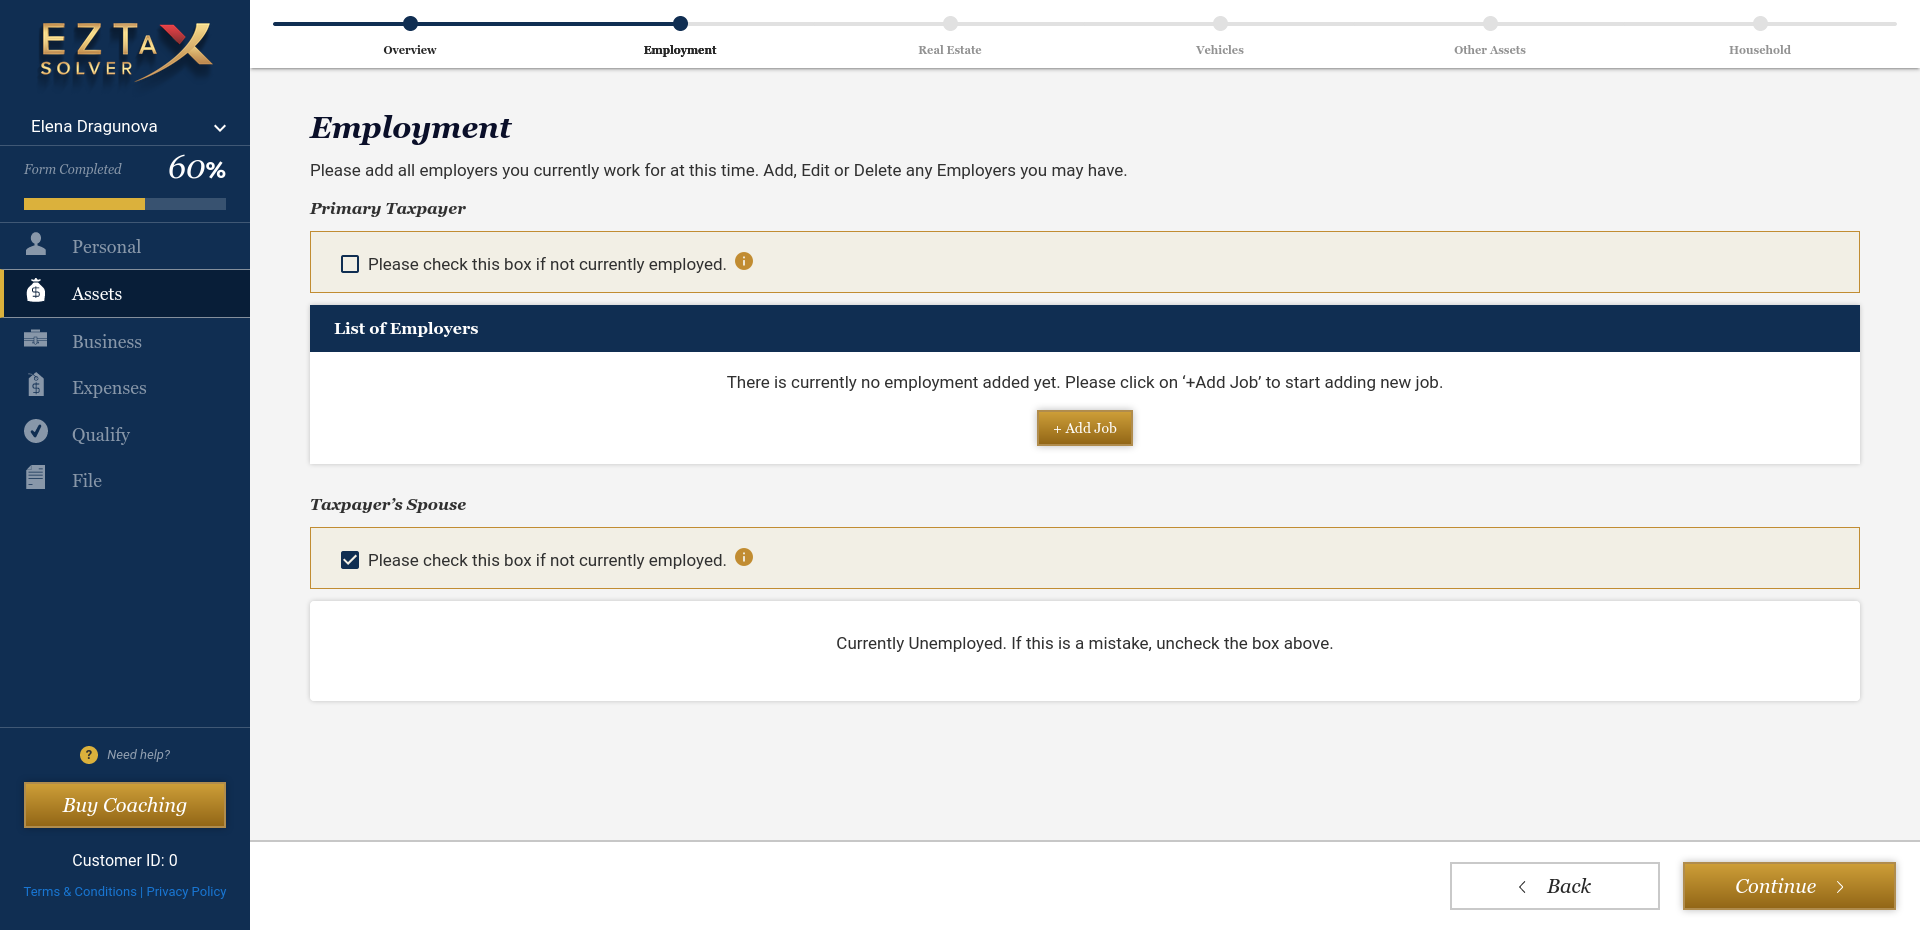 EZTAX
SOLVER
Elena Dragunova
Form Completed 60%
Personal
Assets
Business
Expenses
Qualify
File
? Need help?
Buy Coaching
Customer ID: 0
Terms & Conditions | Privacy Policy
Overview Employment Real Estate Vehicles Other Assets Household
Employment
Please add all employers you currently work for at this time. Add, Edit or Delete any Employers you may have.
Primary Taxpayer
Please check this box if not currently employed.
List of Employers
There is currently no employment added yet. Please click on ‘+Add Job’ to start adding new job.
+ Add Job
Taxpayer’s Spouse
Please check this box if not currently employed.
Currently Unemployed. If this is a mistake, uncheck the box above.
Back Continue